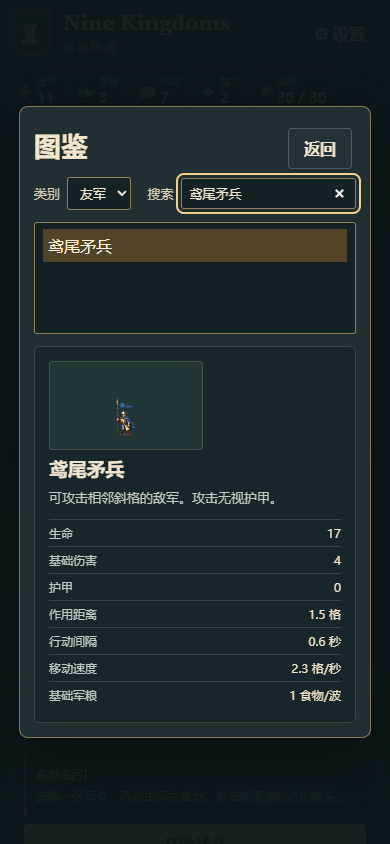 Nine Kingdoms
设置
11
3
7
2
30 / 30
图鉴
返回
类别 友军 搜索 鸢尾矛兵 ×
鸢尾矛兵
鸢尾矛兵
可攻击相邻斜格的敌军。攻击无视护甲。
生命 17
基础伤害 4
护甲 0
作用距离 1.5 格
行动间隔 0.6 秒
移动速度 2.3 格/秒
基础军粮 1 食物/波
布防指引